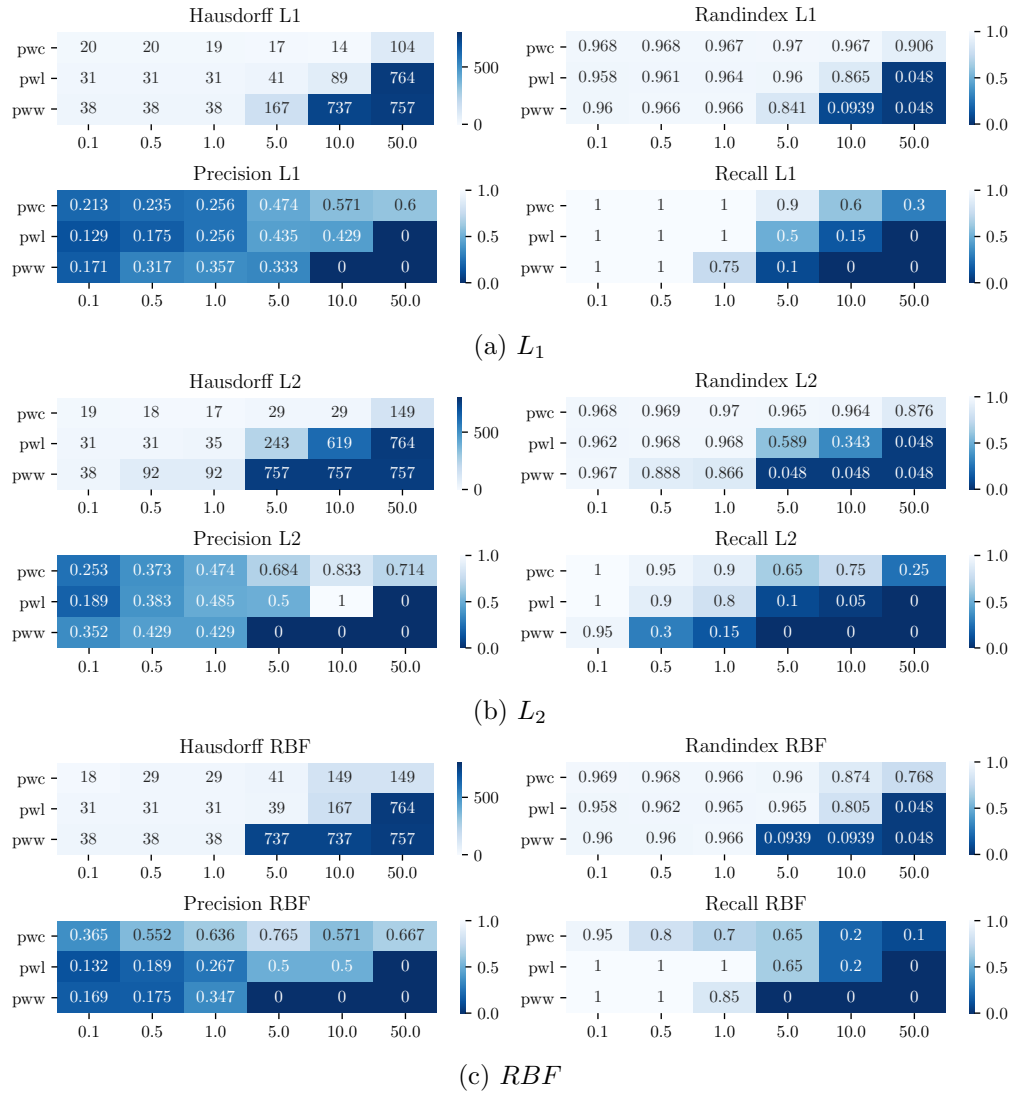 Hausdorff L1 Randindex L1
pwc 20 20 19 17 14 104 500 pwc 0.968 0.968 0.967 0.97 0.967 0.906 1.0
pwl 31 31 31 41 89 764 pwl 0.958 0.961 0.964 0.96 0.865 0.048 0.5
pww 38 38 38 167 737 757 0 pww 0.96 0.966 0.966 0.841 0.0939 0.048 0.0
0.1 0.5 1.0 5.0 10.0 50.0 0.1 0.5 1.0 5.0 10.0 50.0
Precision L1 Recall L1
pwc 0.213 0.235 0.256 0.474 0.571 0.6 1.0 pwc 1 1 1 0.9 0.6 0.3 1.0
pwl 0.129 0.175 0.256 0.435 0.429 0 0.5 pwl 1 1 1 0.5 0.15 0 0.5
pww 0.171 0.317 0.357 0.333 0 0 0.0 pww 1 1 0.75 0.1 0 0 0.0
0.1 0.5 1.0 5.0 10.0 50.0 0.1 0.5 1.0 5.0 10.0 50.0
(a) L1
Hausdorff L2 Randindex L2
pwc 19 18 17 29 29 149 500 pwc 0.968 0.969 0.97 0.965 0.964 0.876 1.0
pwl 31 31 35 243 619 764 pwl 0.962 0.968 0.968 0.589 0.343 0.048 0.5
pww 38 92 92 757 757 757 0 pww 0.967 0.888 0.866 0.048 0.048 0.048 0.0
0.1 0.5 1.0 5.0 10.0 50.0 0.1 0.5 1.0 5.0 10.0 50.0
Precision L2 Recall L2
pwc 0.253 0.373 0.474 0.684 0.833 0.714 1.0 pwc 1 0.95 0.9 0.65 0.75 0.25 1.0
pwl 0.189 0.383 0.485 0.5 1 0 0.5 pwl 1 0.9 0.8 0.1 0.05 0 0.5
pww 0.352 0.429 0.429 0 0 0 0.0 pww 0.95 0.3 0.15 0 0 0 0.0
0.1 0.5 1.0 5.0 10.0 50.0 0.1 0.5 1.0 5.0 10.0 50.0
(b) L2
Hausdorff RBF Randindex RBF
pwc 18 29 29 41 149 149 500 pwc 0.969 0.968 0.966 0.96 0.874 0.768 1.0
pwl 31 31 31 39 167 764 pwl 0.958 0.962 0.965 0.965 0.805 0.048 0.5
pww 38 38 38 737 737 757 0 pww 0.96 0.96 0.966 0.0939 0.0939 0.048 0.0
0.1 0.5 1.0 5.0 10.0 50.0 0.1 0.5 1.0 5.0 10.0 50.0
Precision RBF Recall RBF
pwc 0.365 0.552 0.636 0.765 0.571 0.667 1.0 pwc 0.95 0.8 0.7 0.65 0.2 0.1 1.0
pwl 0.132 0.189 0.267 0.5 0.5 0 0.5 pwl 1 1 1 0.65 0.2 0 0.5
pww 0.169 0.175 0.347 0 0 0 0.0 pww 1 1 0.85 0 0 0 0.0
0.1 0.5 1.0 5.0 10.0 50.0 0.1 0.5 1.0 5.0 10.0 50.0
(c) RBF